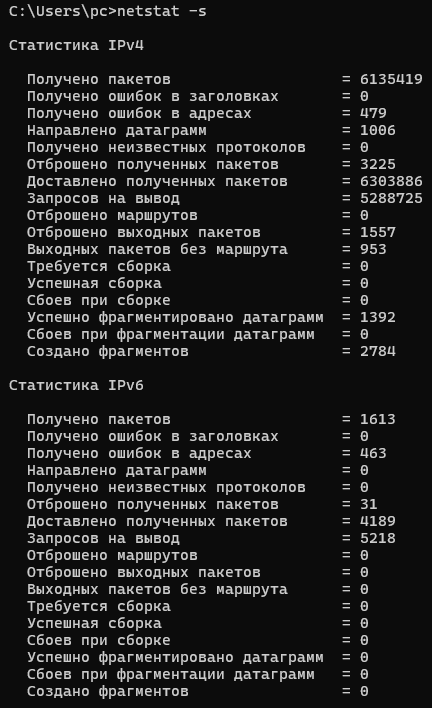 C:\Users\pc>netstat -s
Статистика IPv4
Получено пакетов = 6135419
Получено ошибок в заголовках = 0
Получено ошибок в адресах = 479
Направлено датаграмм = 1006
Получено неизвестных протоколов = 0
Отброшено полученных пакетов = 3225
Доставлено полученных пакетов = 6303886
Запросов на вывод = 5288725
Отброшено маршрутов = 0
Отброшено выходных пакетов = 1557
Выходных пакетов без маршрута = 953
Требуется сборка = 0
Успешная сборка = 0
Сбоев при сборке = 0
Успешно фрагментировано датаграмм = 1392
Сбоев при фрагментации датаграмм = 0
Создано фрагментов = 2784
Статистика IPv6
Получено пакетов = 1613
Получено ошибок в заголовках = 0
Получено ошибок в адресах = 463
Направлено датаграмм = 0
Получено неизвестных протоколов = 0
Отброшено полученных пакетов = 31
Доставлено полученных пакетов = 4189
Запросов на вывод = 5218
Отброшено маршрутов = 0
Отброшено выходных пакетов = 0
Выходных пакетов без маршрута = 0
Требуется сборка = 0
Успешная сборка = 0
Сбоев при сборке = 0
Успешно фрагментировано датаграмм = 0
Сбоев при фрагментации датаграмм = 0
Создано фрагментов = 0